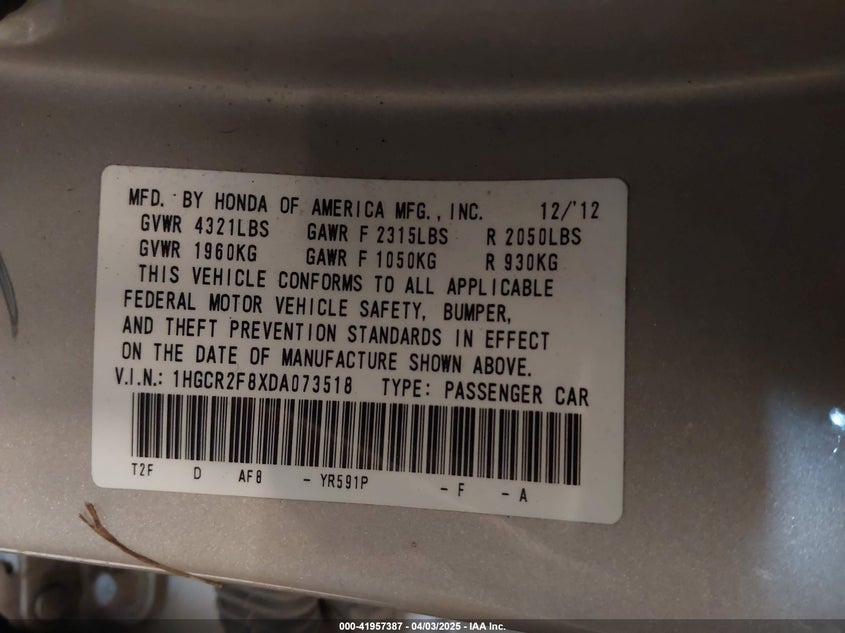 MFD. BY HONDA OF AMERICA MFG., INC. 12/'12
GVWR 4321LBS GAWR F 2315LBS R 2050LBS
GVWR 1960KG GAWR F 1050KG R 930KG
THIS VEHICLE CONFORMS TO ALL APPLICABLE
FEDERAL MOTOR VEHICLE SAFETY, BUMPER,
AND THEFT PREVENTION STANDARDS IN EFFECT
ON THE DATE OF MANUFACTURE SHOWN ABOVE.
V.I.N.: 1HGCR2F8XDA073518 TYPE: PASSENGER CAR
T2F D AF8 - YR591P - F - A
000-41957387 - 04/03/2025 - IAA Inc.